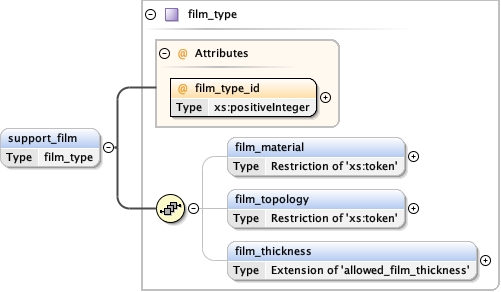 film_type
@ Attributes
@ film_type_id
Type xs:positiveInteger
support_film
Type film_type
film_material
Type Restriction of 'xs:token'
film_topology
Type Restriction of 'xs:token'
film_thickness
Type Extension of 'allowed_film_thickness'